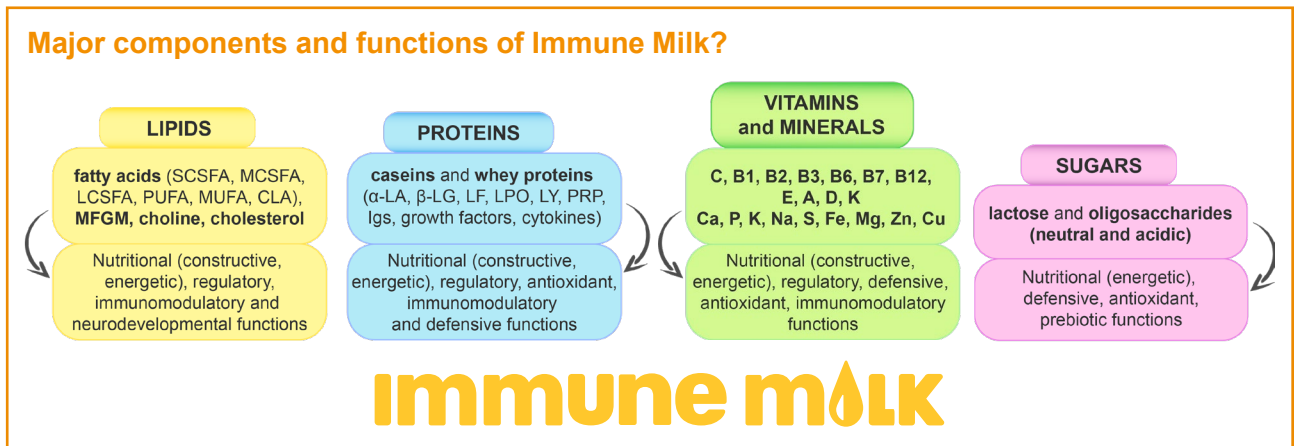 Major components and functions of Immune Milk?
LIPIDS
fatty acids (SCSFA, MCSFA,
LCSFA, PUFA, MUFA, CLA),
MFGM, choline, cholesterol
Nutritional (constructive,
energetic), regulatory,
immunomodulatory and
neurodevelopmental functions
PROTEINS
caseins and whey proteins
(α-LA, β-LG, LF, LPO, LY, PRP,
Igs, growth factors, cytokines)
Nutritional (constructive,
energetic), regulatory, antioxidant,
immunomodulatory
and defensive functions
VITAMINS
and MINERALS
C, B1, B2, B3, B6, B7, B12,
E, A, D, K
Ca, P, K, Na, S, Fe, Mg, Zn, Cu
Nutritional (constructive,
energetic), regulatory, defensive,
antioxidant, immunomodulatory
functions
SUGARS
lactose and oligosaccharides
(neutral and acidic)
Nutritional (energetic),
defensive, antioxidant,
prebiotic functions
immune milk